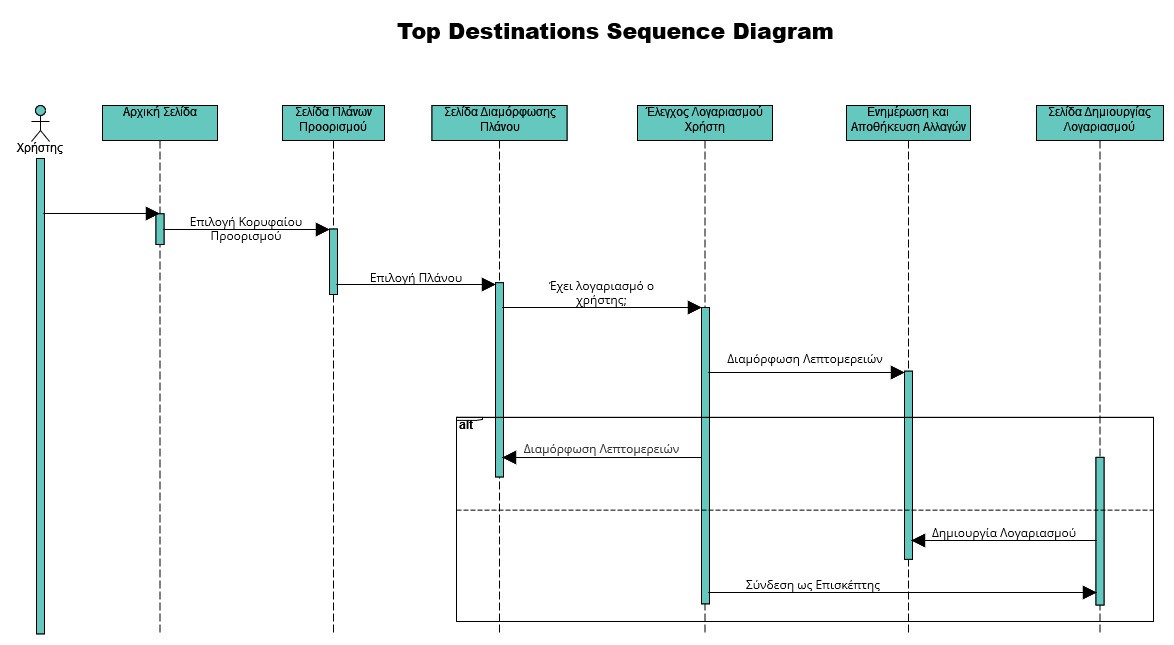 Top Destinations Sequence Diagram
Χρήστης
Αρχική Σελίδα
Σελίδα Πλάνων
Προορισμού
Σελίδα Διαμόρφωσης
Πλάνου
Έλεγχος Λογαριασμού
Χρήστη
Ενημέρωση και
Αποθήκευση Αλλαγών
Σελίδα Δημιουργίας
Λογαριασμού
Επιλογή Κορυφαίου
Προορισμού
Επιλογή Πλάνου
Έχει λογαριασμό ο
χρήστης;
Διαμόρφωση Λεπτομερειών
alt
Διαμόρφωση Λεπτομερειών
Δημιουργία Λογαριασμού
Σύνδεση ως Επισκέπτης